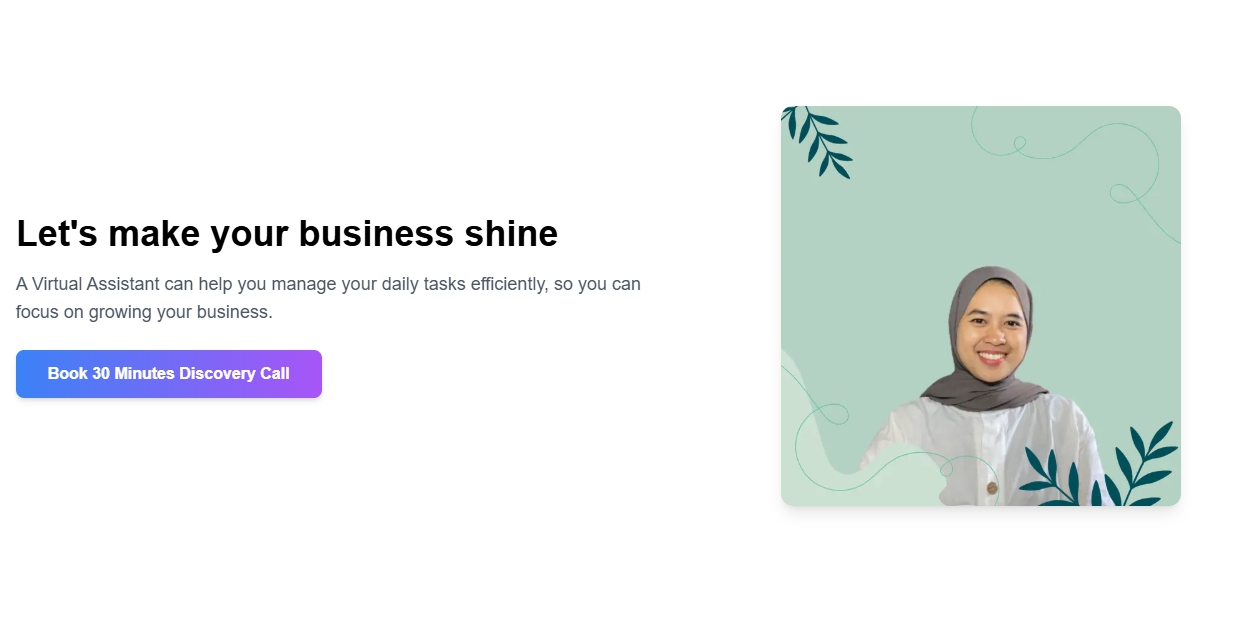 Let's make your business shine
A Virtual Assistant can help you manage your daily tasks efficiently, so you can
focus on growing your business.
Book 30 Minutes Discovery Call